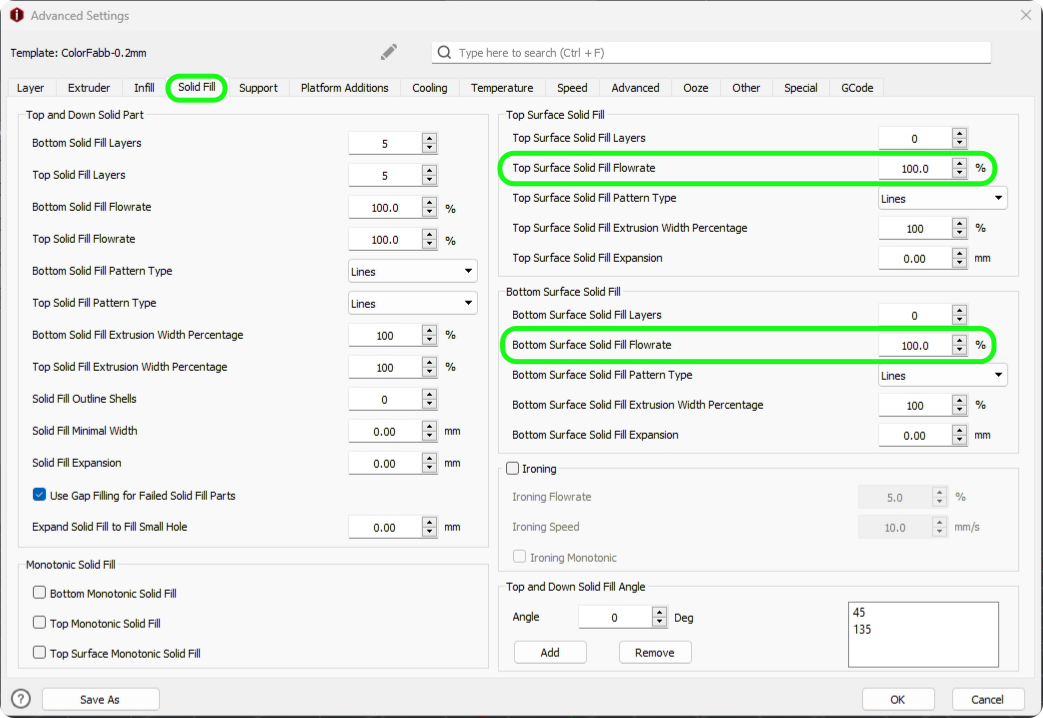 Advanced Settings
Template: ColorFabb-0.2mm
Type here to search (Ctrl + F)
Layer Extruder Infill Solid Fill Support Platform Additions Cooling Temperature Speed Advanced Ooze Other Special GCode
Top and Down Solid Part
Bottom Solid Fill Layers 5
Top Solid Fill Layers 5
Bottom Solid Fill Flowrate 100.0 %
Top Solid Fill Flowrate 100.0 %
Bottom Solid Fill Pattern Type Lines
Top Solid Fill Pattern Type Lines
Bottom Solid Fill Extrusion Width Percentage 100 %
Top Solid Fill Extrusion Width Percentage 100 %
Solid Fill Outline Shells 0
Solid Fill Minimal Width 0.00 mm
Solid Fill Expansion 0.00 mm
Use Gap Filling for Failed Solid Fill Parts
Expand Solid Fill to Fill Small Hole 0.00 mm
Monotonic Solid Fill
Bottom Monotonic Solid Fill
Top Monotonic Solid Fill
Top Surface Monotonic Solid Fill
Top Surface Solid Fill
Top Surface Solid Fill Layers 0
Top Surface Solid Fill Flowrate 100.0 %
Top Surface Solid Fill Pattern Type Lines
Top Surface Solid Fill Extrusion Width Percentage 100 %
Top Surface Solid Fill Expansion 0.00 mm
Bottom Surface Solid Fill
Bottom Surface Solid Fill Layers 0
Bottom Surface Solid Fill Flowrate 100.0 %
Bottom Surface Solid Fill Pattern Type Lines
Bottom Surface Solid Fill Extrusion Width Percentage 100 %
Bottom Surface Solid Fill Expansion 0.00 mm
Ironing
Ironing Flowrate 5.0 %
Ironing Speed 10.0 mm/s
Ironing Monotonic
Top and Down Solid Fill Angle
Angle 0 Deg
Add Remove
45
135
? Save As OK Cancel